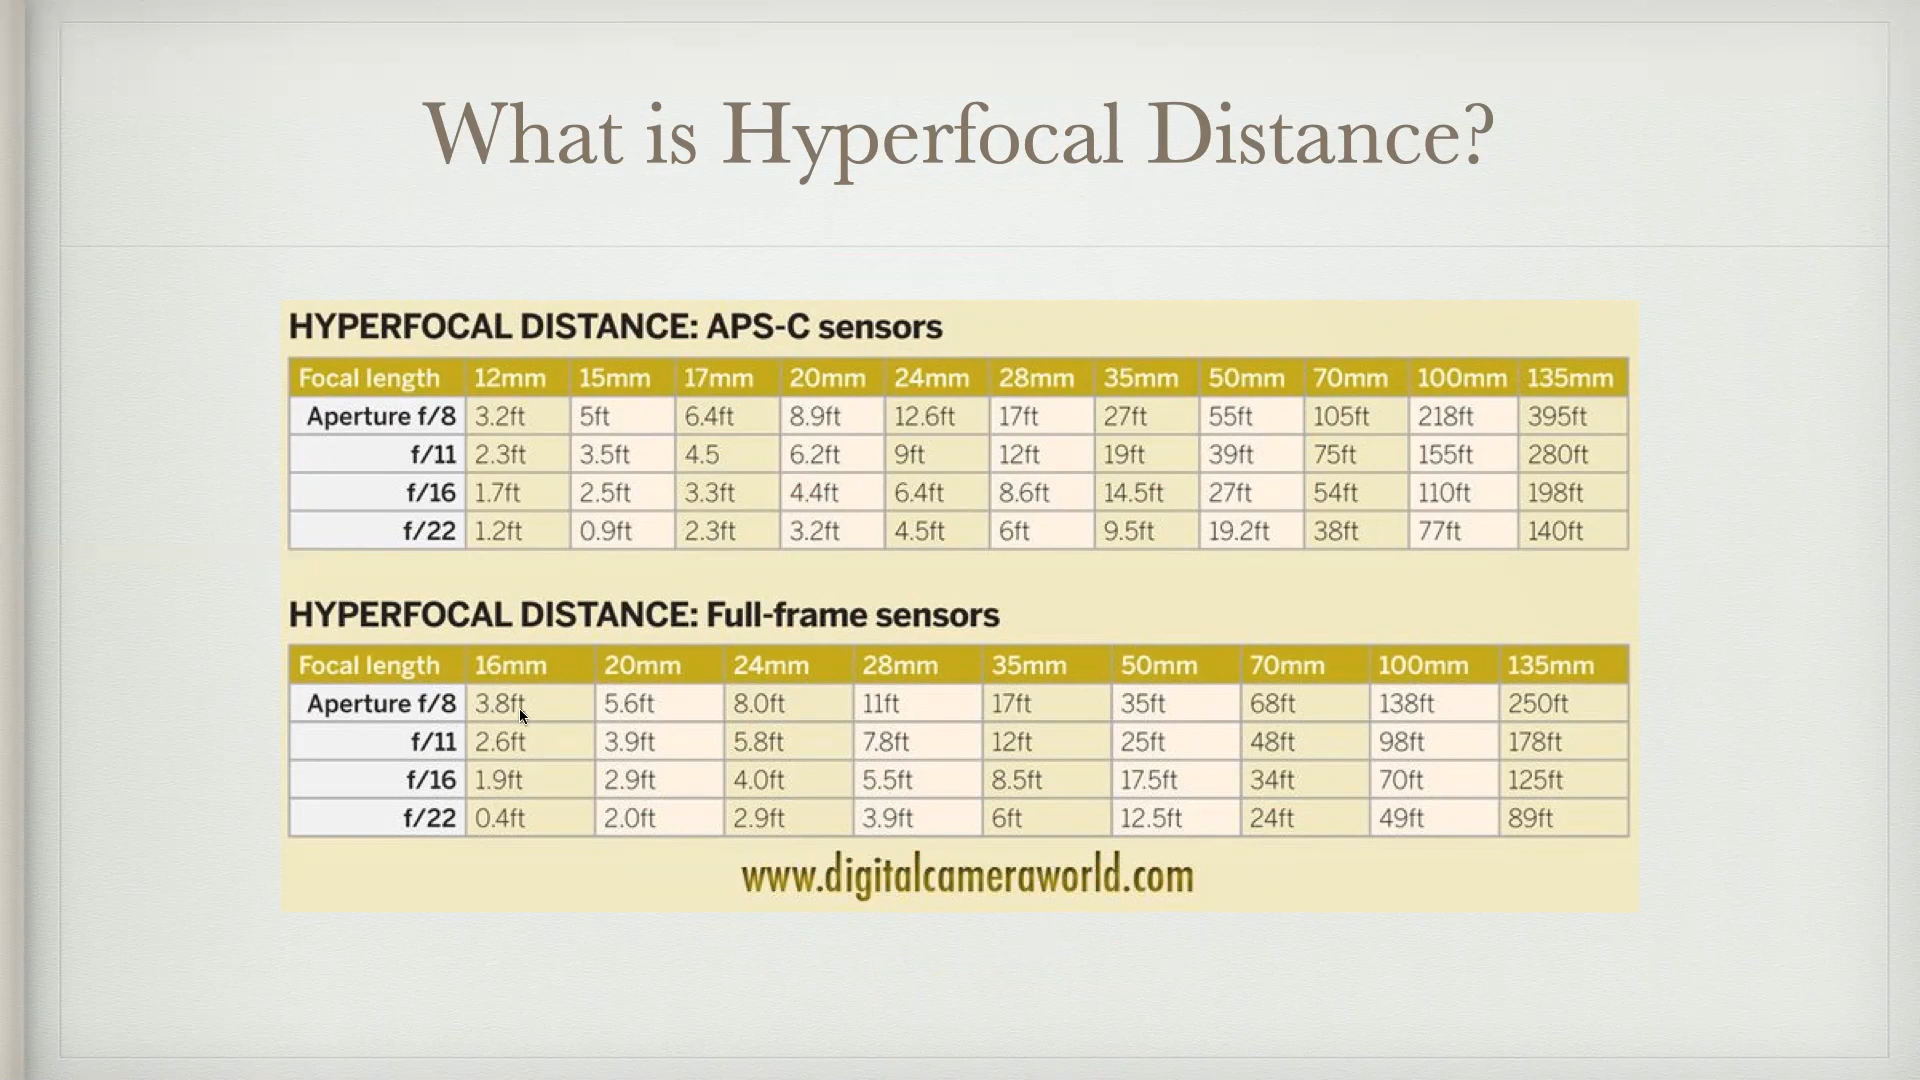 What is Hyperfocal Distance?
HYPERFOCAL DISTANCE: APS-C sensors
Focal length 12mm 15mm 17mm 20mm 24mm 28mm 35mm 50mm 70mm 100mm 135mm
Aperture f/8 3.2ft 5ft 6.4ft 8.9ft 12.6ft 17ft 27ft 55ft 105ft 218ft 395ft
f/11 2.3ft 3.5ft 4.5 6.2ft 9ft 12ft 19ft 39ft 75ft 155ft 280ft
f/16 1.7ft 2.5ft 3.3ft 4.4ft 6.4ft 8.6ft 14.5ft 27ft 54ft 110ft 198ft
f/22 1.2ft 0.9ft 2.3ft 3.2ft 4.5ft 6ft 9.5ft 19.2ft 38ft 77ft 140ft
HYPERFOCAL DISTANCE: Full-frame sensors
Focal length 16mm 20mm 24mm 28mm 35mm 50mm 70mm 100mm 135mm
Aperture f/8 3.8ft 5.6ft 8.0ft 11ft 17ft 35ft 68ft 138ft 250ft
f/11 2.6ft 3.9ft 5.8ft 7.8ft 12ft 25ft 48ft 98ft 178ft
f/16 1.9ft 2.9ft 4.0ft 5.5ft 8.5ft 17.5ft 34ft 70ft 125ft
f/22 0.4ft 2.0ft 2.9ft 3.9ft 6ft 12.5ft 24ft 49ft 89ft
www.digitalcameraworld.com